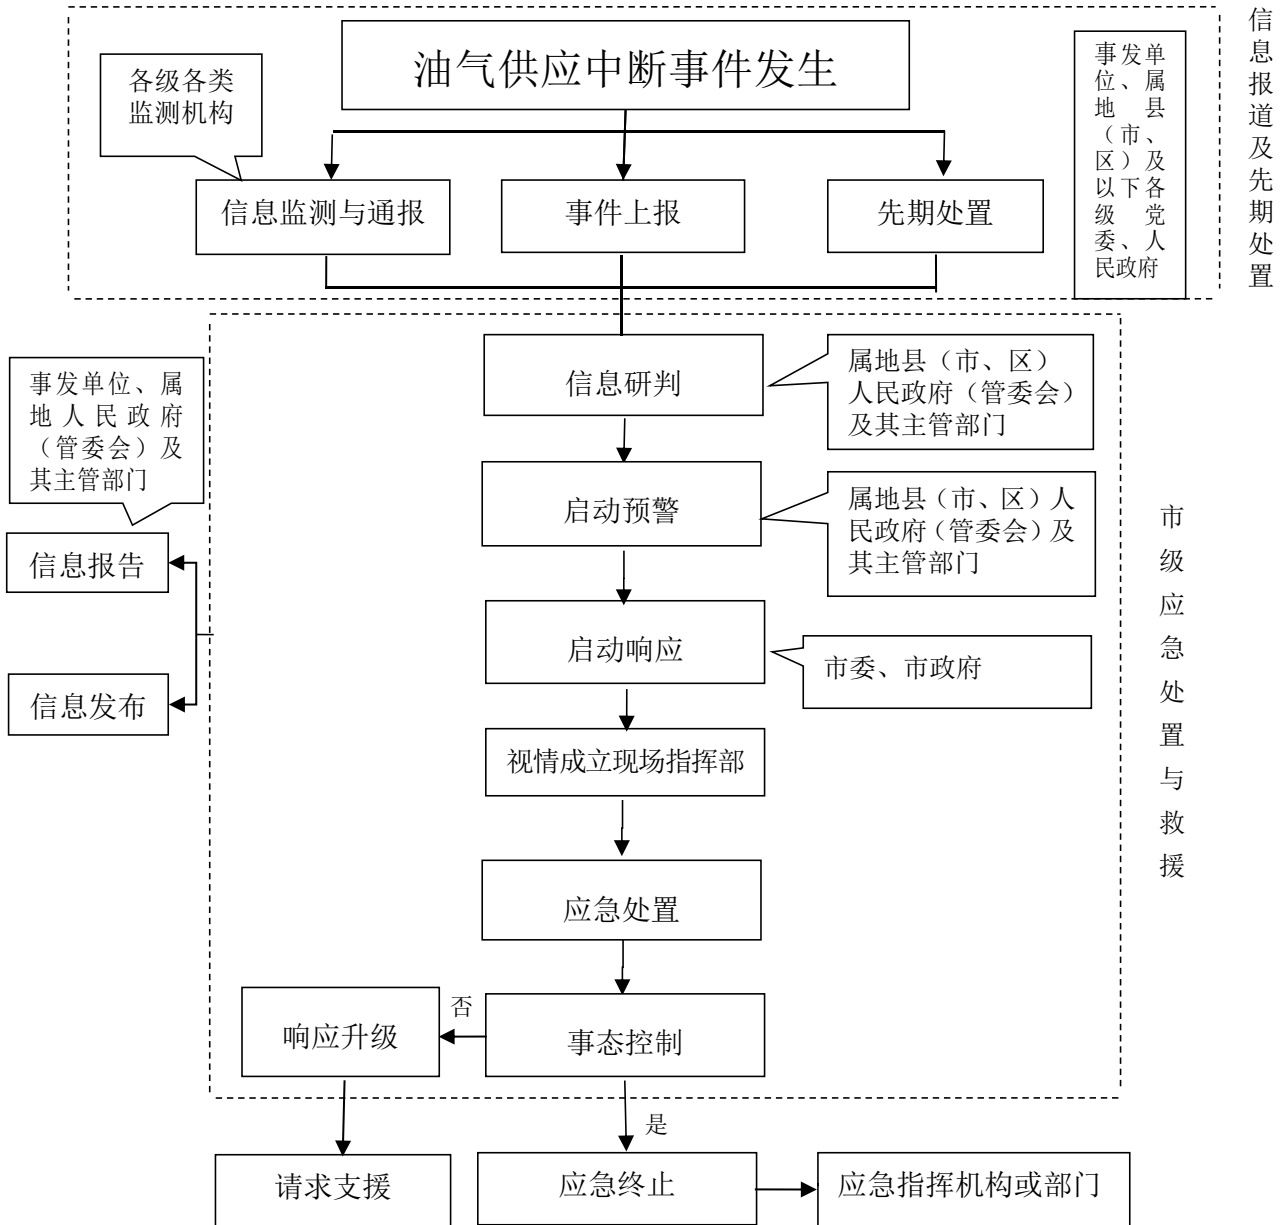 油气供应中断事件发生
各级各类
监测机构
事发单
位、属
地县
（市、
区）及
以下各
级党
委、人
民政府
信息报道及先期处置
信息监测与通报
事件上报
先期处置
信息研判
属地县（市、区）
人民政府（管委会）
及其主管部门
事发单位、属
地人民政府
（管委会）及
其主管部门
启动预警
属地县（市、区）人
民政府（管委会）及
其主管部门
信息报告
启动响应
市委、市政府
信息发布
视情成立现场指挥部
市级应急处置与救援
应急处置
响应升级
否
事态控制
是
请求支援
应急终止
应急指挥机构或部门